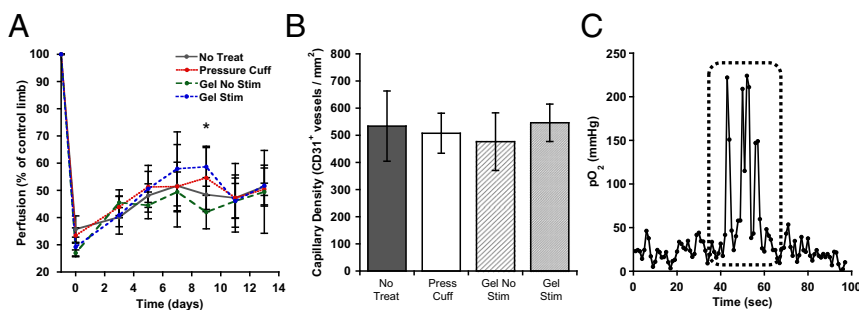 A
100
90
80
70
60
50
40
30
20
Perfusion (% of control limb)
No Treat
Pressure Cuff
Gel No Stim
Gel Stim
*
0 2 4 6 8 10 12 14
Time (days)
B
800
700
600
500
400
300
200
100
0
Capillary Density (CD31+ vessels / mm²)
No Treat
Press Cuff
Gel No Stim
Gel Stim
C
250
200
150
100
50
0
pO₂ (mmHg)
0 20 40 60 80 100
Time (sec)